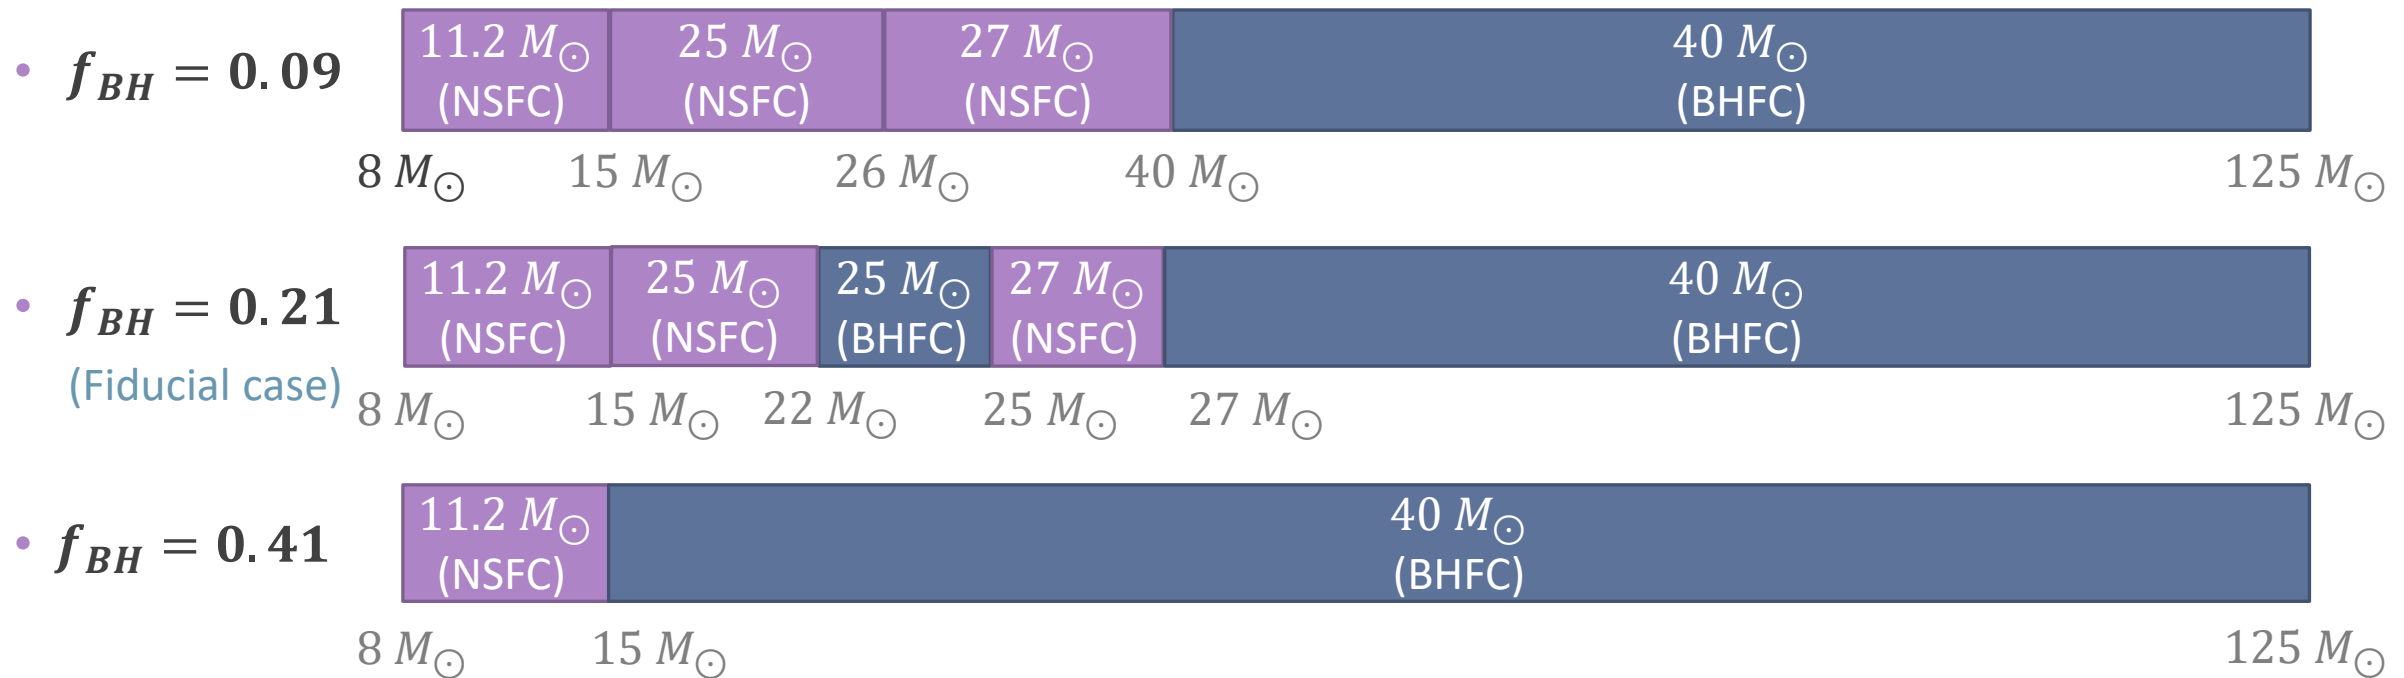 • f_BH = 0.09
11.2 M☉ 25 M☉ 27 M☉ 40 M☉
(NSFC) (NSFC) (NSFC) (BHFC)
8 M☉ 15 M☉ 26 M☉ 40 M☉ 125 M☉
• f_BH = 0.21
(Fiducial case)
11.2 M☉ 25 M☉ 25 M☉ 27 M☉ 40 M☉
(NSFC) (NSFC) (BHFC) (NSFC) (BHFC)
8 M☉ 15 M☉ 22 M☉ 25 M☉ 27 M☉ 125 M☉
• f_BH = 0.41
11.2 M☉ 40 M☉
(NSFC) (BHFC)
8 M☉ 15 M☉ 125 M☉